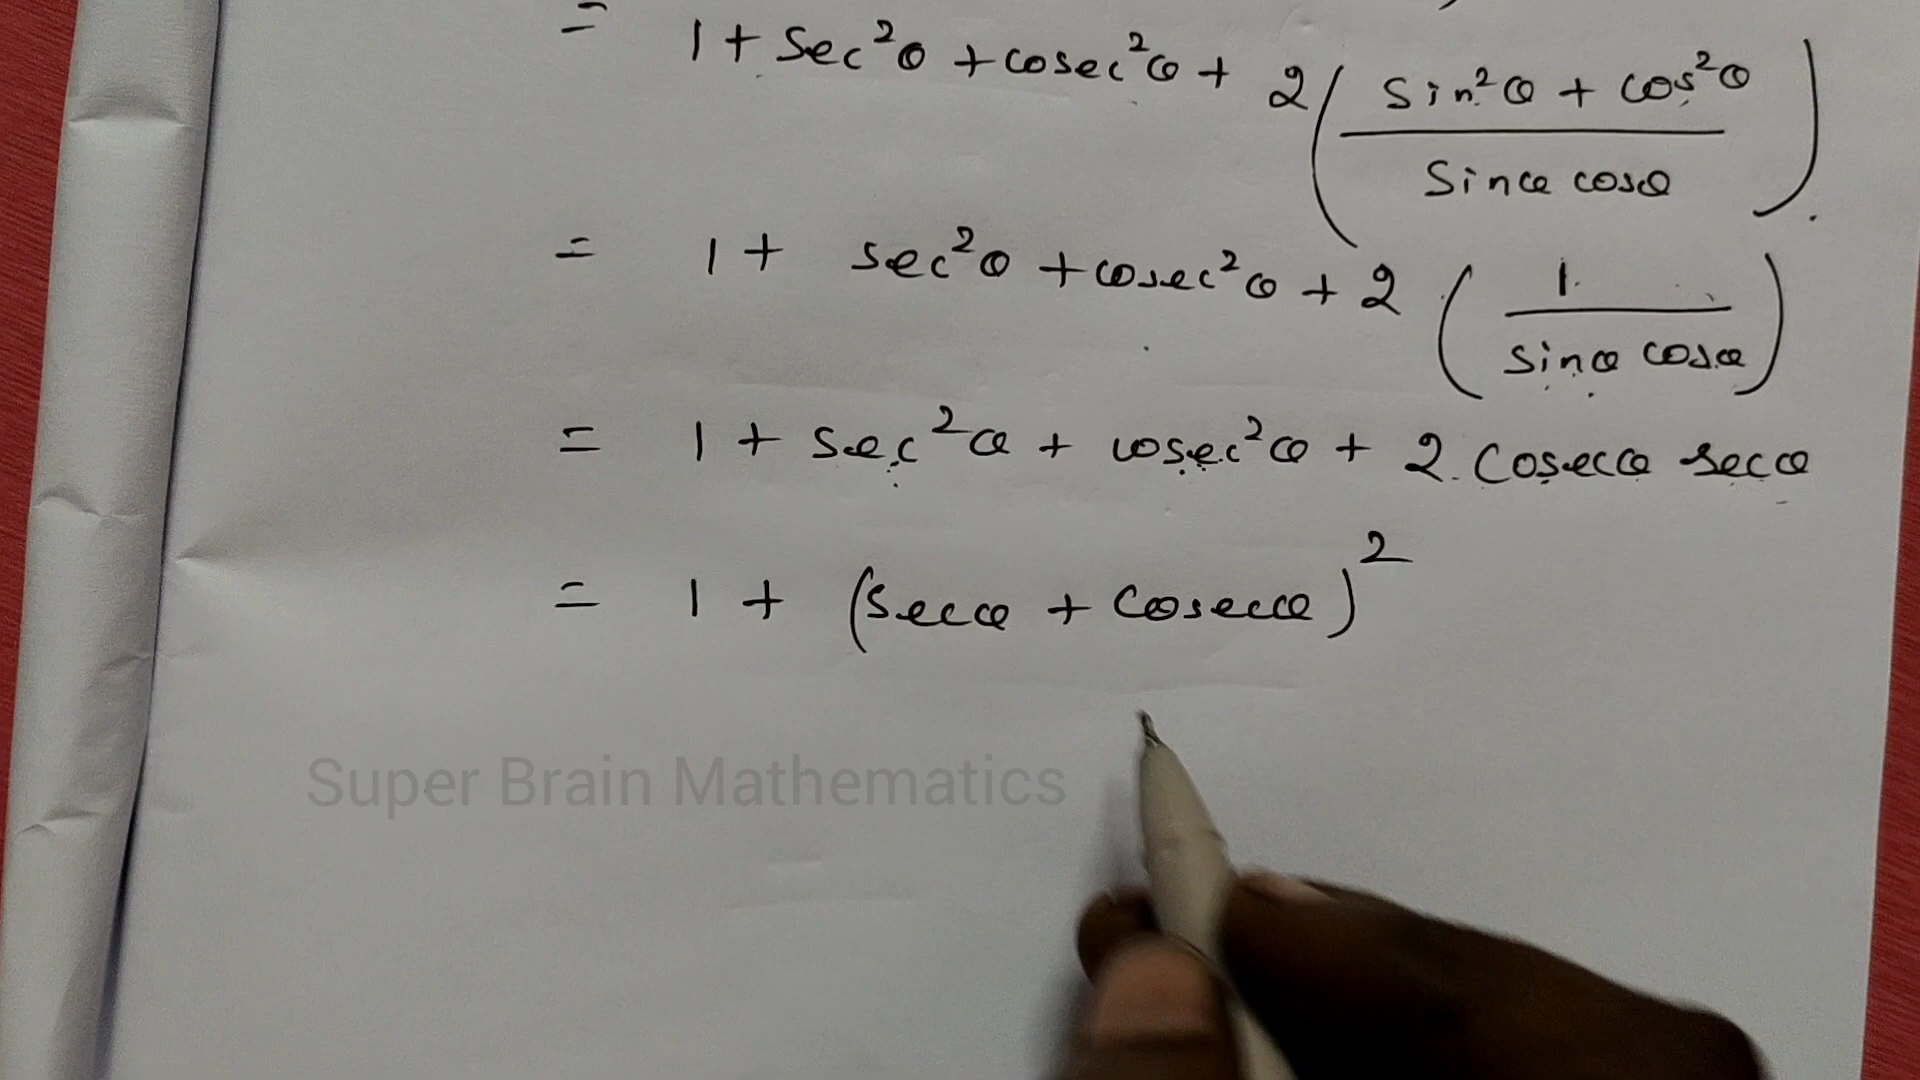 = 1 + sec²θ + cosec²θ + 2( (sin²θ + cos²θ) / (sinθ cosθ) ).
= 1 + sec²θ + cosec²θ + 2 ( 1 / (sinθ cosθ) )
= 1 + sec²θ + cosec²θ + 2 . cosecθ secθ
= 1 + (secθ + cosecθ)²
Super Brain Mathematics